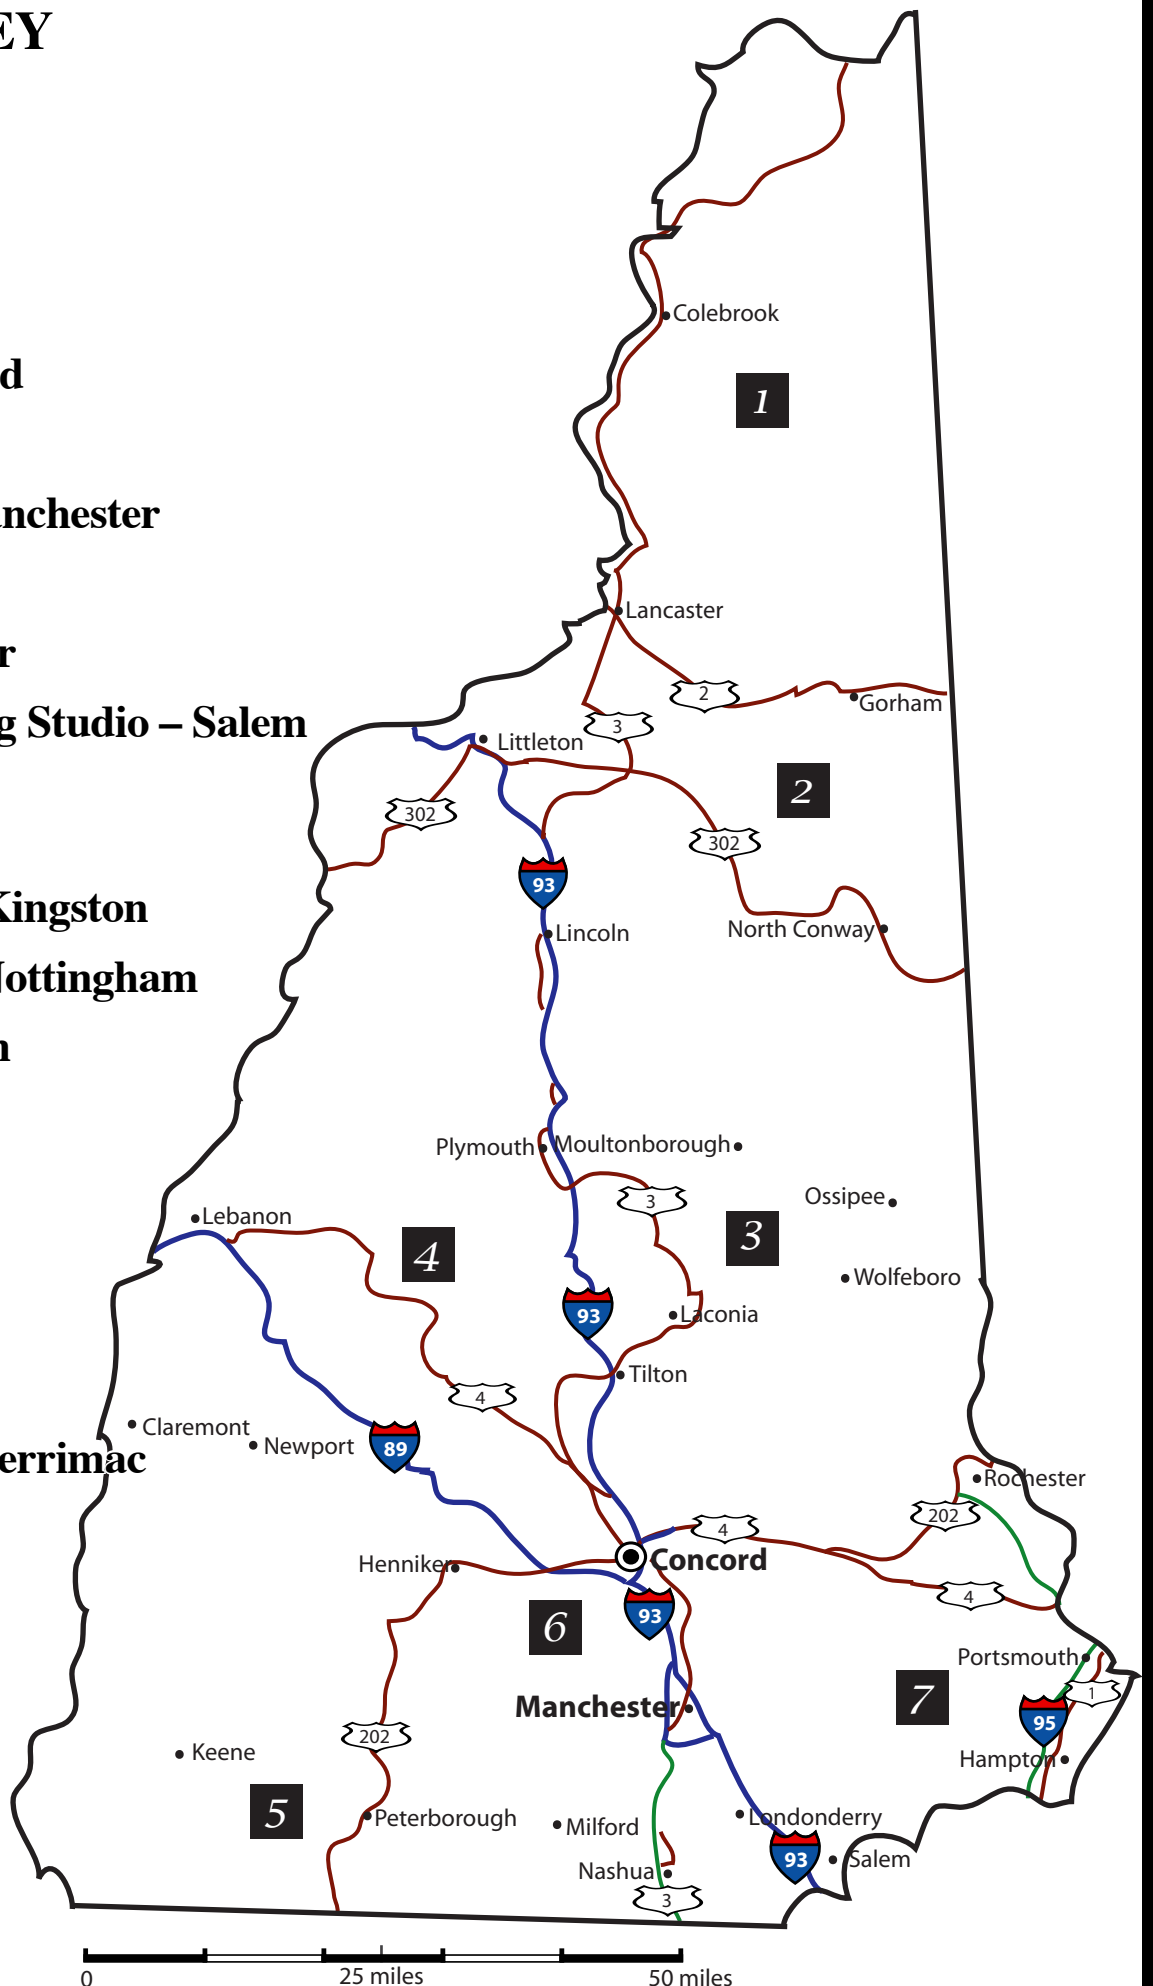 EY
d
nchester
r
g Studio – Salem
Kingston
Nottingham
n
errimac
Colebrook
1
Lancaster
2
Gorham
3
Littleton
2
302
302
93
Lincoln
North Conway
Plymouth
Moultonborough
3
Ossipee
Lebanon
4
3
Wolfeboro
93
Laconia
Tilton
4
Claremont
Newport
89
Rochester
202
4
Concord
Henniker
4
93
6
Portsmouth
1
7
Manchester
95
202
Keene
Hampton
5
Peterborough
Milford
Londonderry
93
Salem
Nashua
3
0
25 miles
50 miles